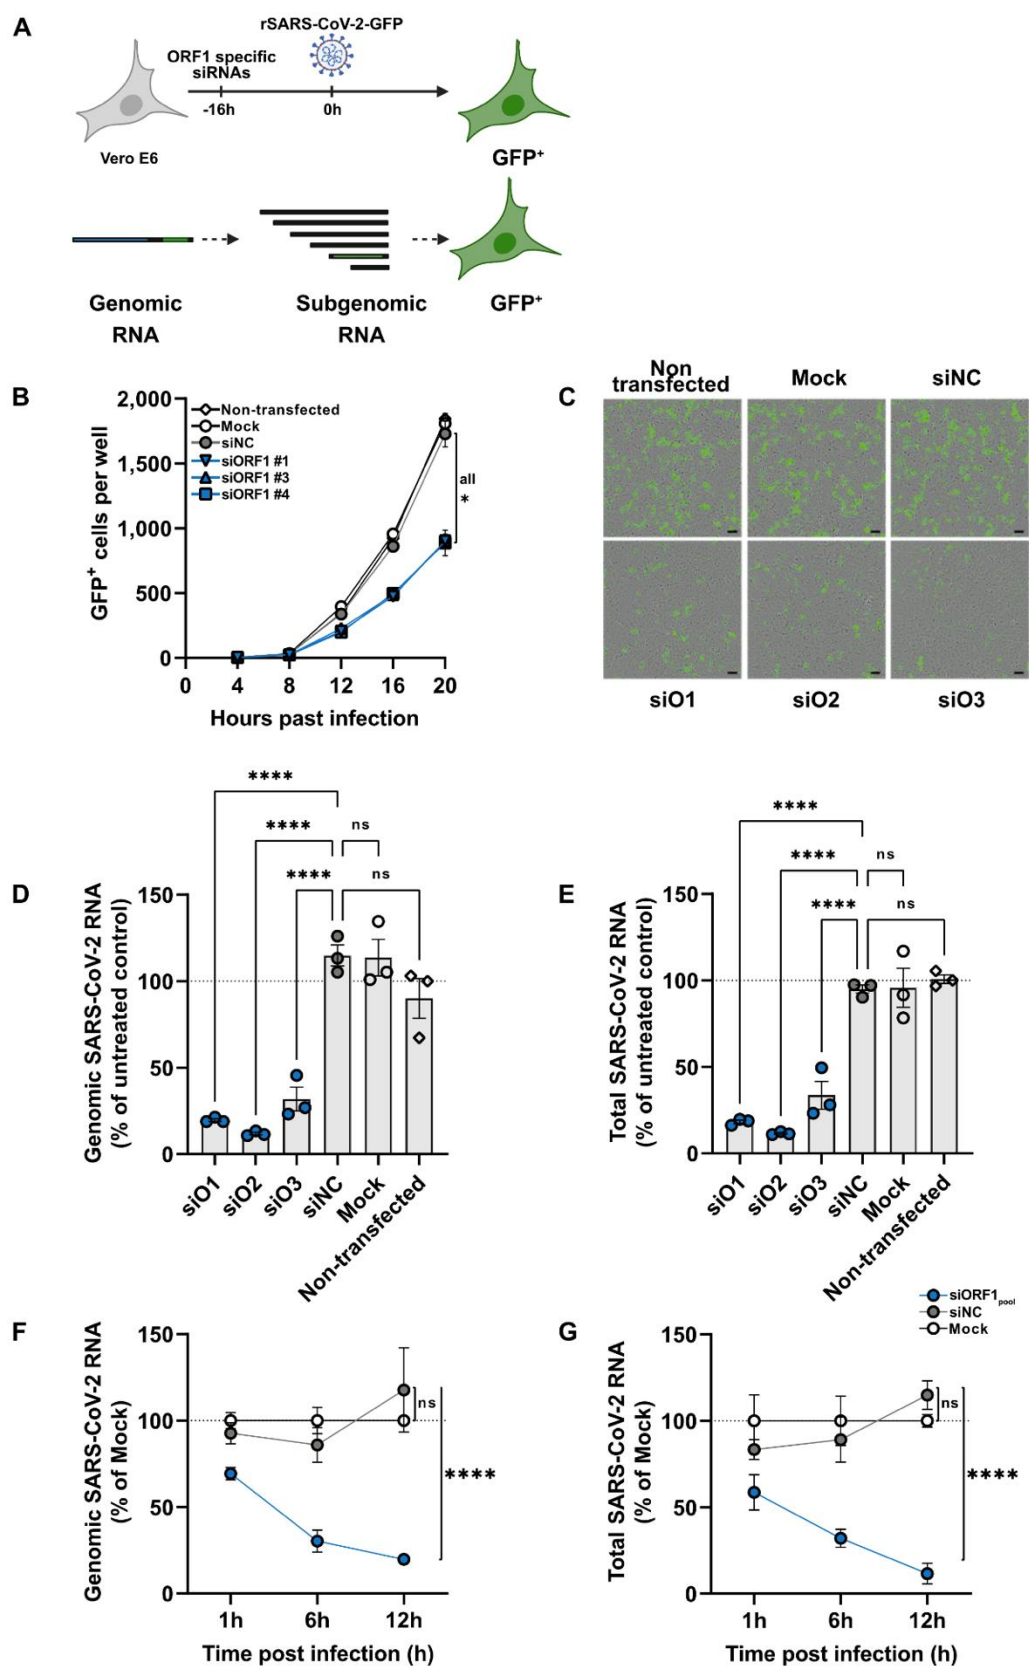 A
rSARS-CoV-2-GFP
ORF1 specific
siRNAs
-16h
0h
Vero E6
GFP+
Genomic
RNA
Subgenomic
RNA
GFP+
B
GFP+ cells per well
2,000
1,500
1,000
500
0
Non-transfected
Mock
siNC
siORF1 #1
siORF1 #3
siORF1 #4
all
*
0 4 8 12 16 20
Hours past infection
C
Non
transfected
Mock
siNC
siO1
siO2
siO3
D
Genomic SARS-CoV-2 RNA
(% of untreated control)
150
100
50
0
****
****
****
ns
ns
siO1
siO2
siO3
siNC
Mock
Non-transfected
E
Total SARS-CoV-2 RNA
(% of untreated control)
150
100
50
0
****
****
****
ns
ns
siO1
siO2
siO3
siNC
Mock
Non-transfected
F
Genomic SARS-CoV-2 RNA
(% of Mock)
150
100
50
0
ns
****
1h 6h 12h
Time post infection (h)
G
siORF1pool
siNC
Mock
Total SARS-CoV-2 RNA
(% of Mock)
150
100
50
0
ns
****
1h 6h 12h
Time post infection (h)